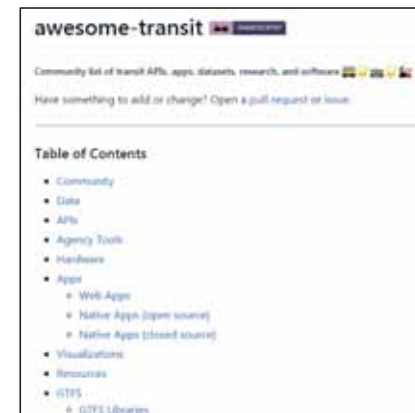 awesome-transit
Community list of transit APIs, apps, datasets, research, and software
Have something to add or change? Open a pull request or issue.
Table of Contents
Community
Data
APIs
Agency Tools
Hardware
Apps
Web Apps
Native Apps (open source)
Native Apps (closed source)
Visualizations
Resources
GTFS
GTFS Libraries